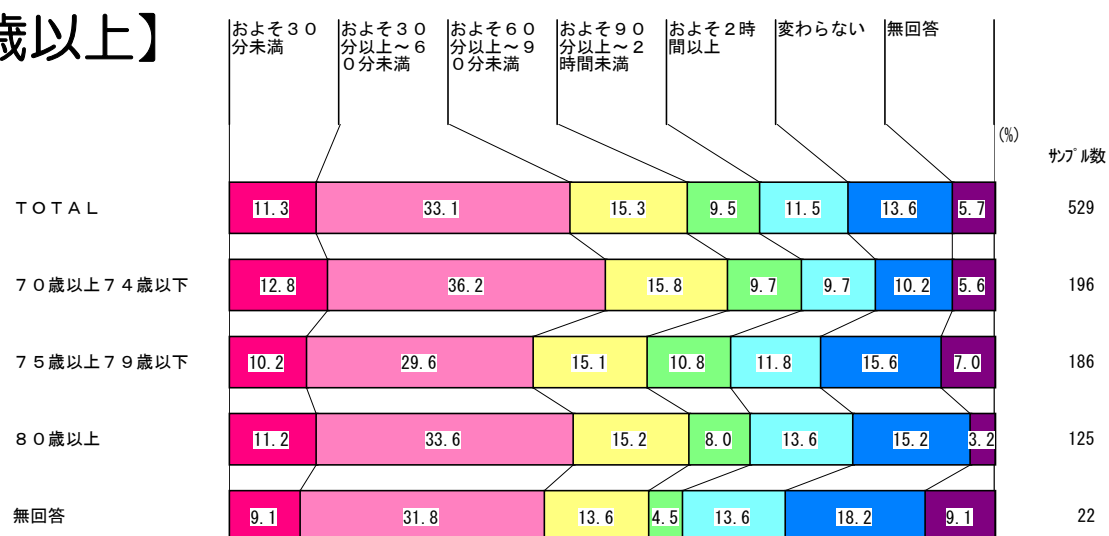 歳以上】
およそ３０
分未満
およそ３０
分以上～６
０分未満
およそ６０
分以上～９
０分未満
およそ９０
分以上～２
時間未満
およそ２時
間以上
変わらない
無回答
(%)
ｻﾝﾌﾟﾙ数
ＴＯＴＡＬ 11.3 33.1 15.3 9.5 11.5 13.6 5.7 529
７０歳以上７４歳以下 12.8 36.2 15.8 9.7 9.7 10.2 5.6 196
７５歳以上７９歳以下 10.2 29.6 15.1 10.8 11.8 15.6 7.0 186
８０歳以上 11.2 33.6 15.2 8.0 13.6 15.2 3.2 125
無回答 9.1 31.8 13.6 4.5 13.6 18.2 9.1 22